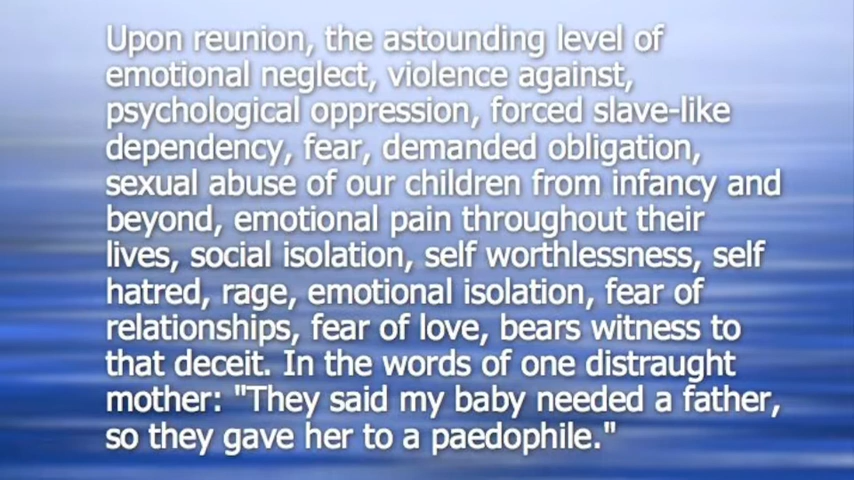 Upon reunion, the astounding level of
emotional neglect, violence against,
psychological oppression, forced slave-like
dependency, fear, demanded obligation,
sexual abuse of our children from infancy and
beyond, emotional pain throughout their
lives, social isolation, self worthlessness, self
hatred, rage, emotional isolation, fear of
relationships, fear of love, bears witness to
that deceit. In the words of one distraught
mother: "They said my baby needed a father,
so they gave her to a paedophile."